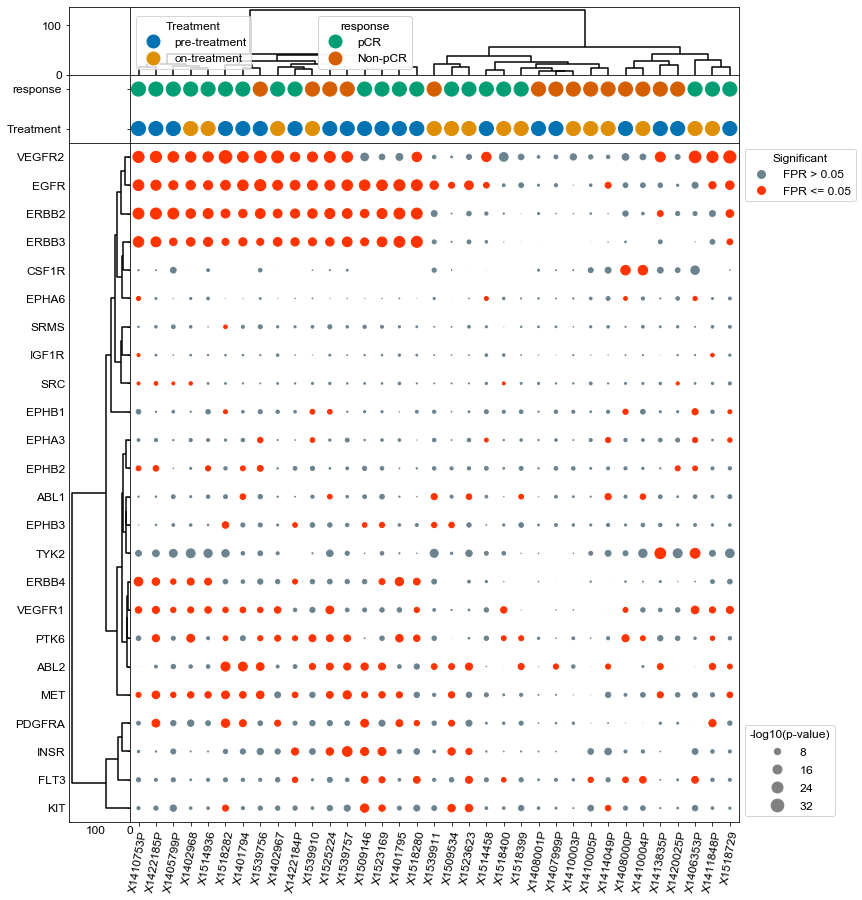 Treatment
pre-treatment
on-treatment
response
pCR
Non-pCR
100
0
response
Treatment
VEGFR2
EGFR
ERBB2
ERBB3
CSF1R
EPHA6
SRMS
IGF1R
SRC
EPHB1
EPHA3
EPHB2
ABL1
EPHB3
TYK2
ERBB4
VEGFR1
PTK6
ABL2
MET
PDGFRA
INSR
FLT3
KIT
Significant
FPR > 0.05
FPR <= 0.05
-log10(p-value)
8
16
24
32
100
0
X1410753P
X1422185P
X1405799P
X1402968
X1514936
X1518282
X1401794
X1539756
X1402967
X1422184P
X1539910
X1525224
X1539757
X1509146
X1523169
X1401795
X1518280
X1539911
X1509534
X1523623
X1514458
X1518400
X1518399
X1408001P
X1407999P
X1410003P
X1410005P
X1414049P
X1408000P
X1410004P
X1413835P
X1420025P
X1406353P
X1411848P
X1518729